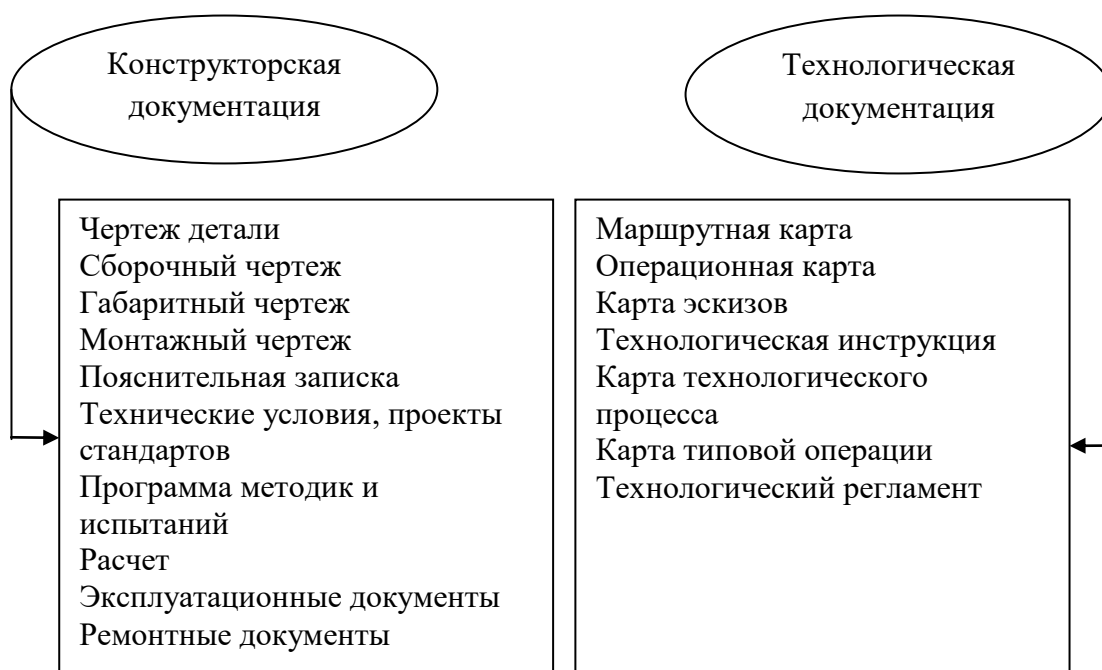 Конструкторская
документация
Технологическая
документация
Чертеж детали
Сборочный чертеж
Габаритный чертеж
Монтажный чертеж
Пояснительная записка
Технические условия, проекты
стандартов
Программа методик и
испытаний
Расчет
Эксплуатационные документы
Ремонтные документы
Маршрутная карта
Операционная карта
Карта эскизов
Технологическая инструкция
Карта технологического
процесса
Карта типовой операции
Технологический регламент